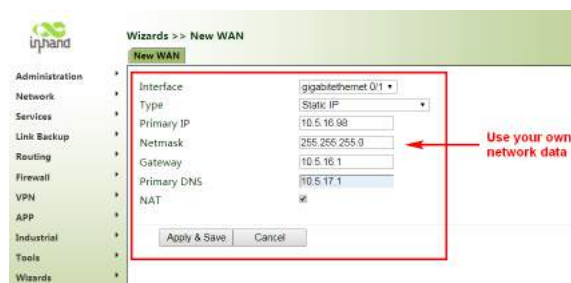 inhand
Wizards >> New WAN
New WAN
Administration
Network
Services
Link Backup
Routing
Firewall
VPN
APP
Industrial
Tools
Wizards
Interface gigabitethernet 0/1
Type Static IP
Primary IP 10.5.16.98
Netmask 255.255.255.0
Gateway 10.5.16.1
Primary DNS 10.5.17.1
NAT
Apply & Save Cancel
Use your own
network data